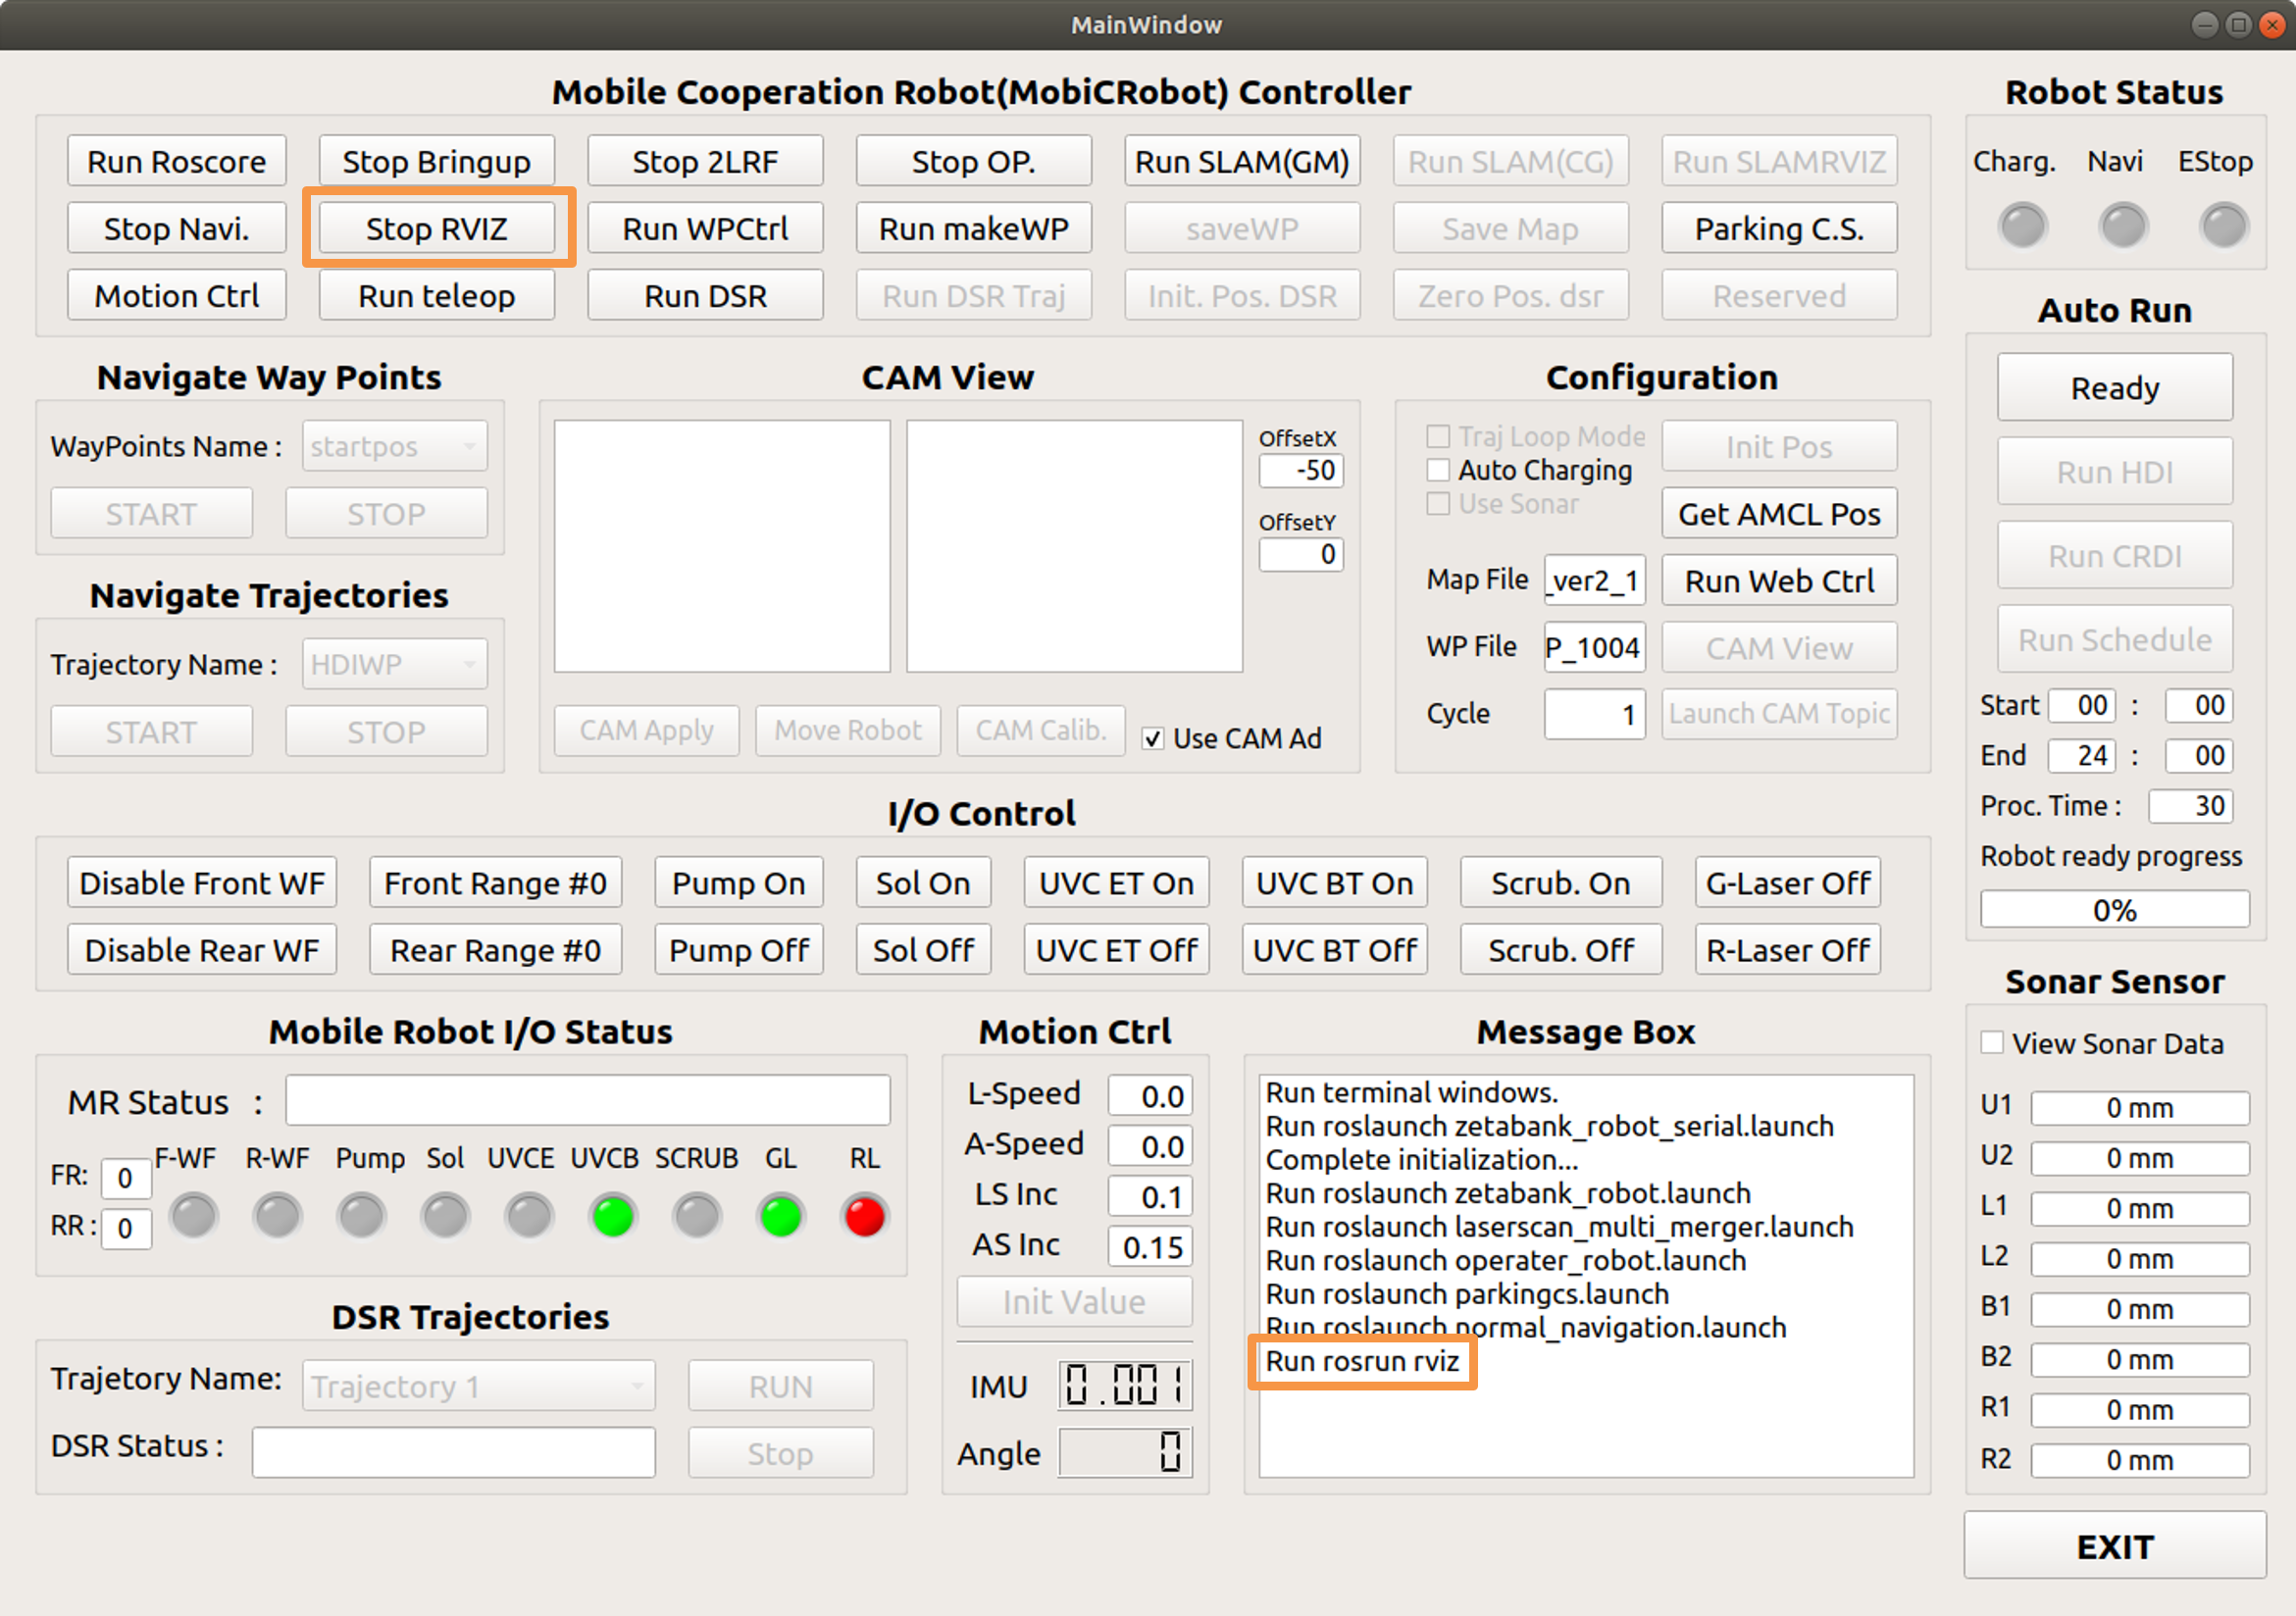 MainWindow
Mobile Cooperation Robot(MobiCRobot) Controller
Run Roscore
Stop Bringup
Stop 2LRF
Stop OP.
Run SLAM(GM)
Run SLAM(CG)
Run SLAMRVIZ
Stop Navi.
Stop RVIZ
Run WPCtrl
Run makeWP
saveWP
Save Map
Parking C.S.
Motion Ctrl
Run teleop
Run DSR
Run DSR Traj
Init. Pos. DSR
Zero Pos. dsr
Reserved
Robot Status
Charg. Navi EStop
Navigate Way Points
WayPoints Name : startpos
START STOP
Navigate Trajectories
Trajectory Name : HDIWP
START STOP
CAM View
OffsetX
-50
OffsetY
0
CAM Apply
Move Robot
CAM Calib.
Use CAM Ad
Configuration
Traj Loop Mode
Auto Charging
Use Sonar
Init Pos
Get AMCL Pos
Map File _ver2_1 Run Web Ctrl
WP File P_1004 CAM View
Cycle 1 Launch CAM Topic
Auto Run
Ready
Run HDI
Run CRDI
Run Schedule
Start 00 : 00
End 24 : 00
Proc. Time : 30
Robot ready progress
0%
I/O Control
Disable Front WF
Front Range #0
Pump On
Sol On
UVC ET On
UVC BT On
Scrub. On
G-Laser Off
Disable Rear WF
Rear Range #0
Pump Off
Sol Off
UVC ET Off
UVC BT Off
Scrub. Off
R-Laser Off
Mobile Robot I/O Status
MR Status :
F-WF R-WF Pump Sol UVCE UVCB SCRUB GL RL
FR: 0
RR : 0
DSR Trajectories
Trajetory Name: Trajectory 1 RUN
DSR Status : Stop
Motion Ctrl
L-Speed 0.0
A-Speed 0.0
LS Inc 0.1
AS Inc 0.15
Init Value
IMU 0.001
Angle 0
Message Box
Run terminal windows.
Run roslaunch zetabank_robot_serial.launch
Complete initialization...
Run roslaunch zetabank_robot.launch
Run roslaunch laserscan_multi_merger.launch
Run roslaunch operater_robot.launch
Run roslaunch parkingcs.launch
Run roslaunch normal_navigation.launch
Run rosrun rviz
Sonar Sensor
View Sonar Data
U1 0 mm
U2 0 mm
L1 0 mm
L2 0 mm
B1 0 mm
B2 0 mm
R1 0 mm
R2 0 mm
EXIT